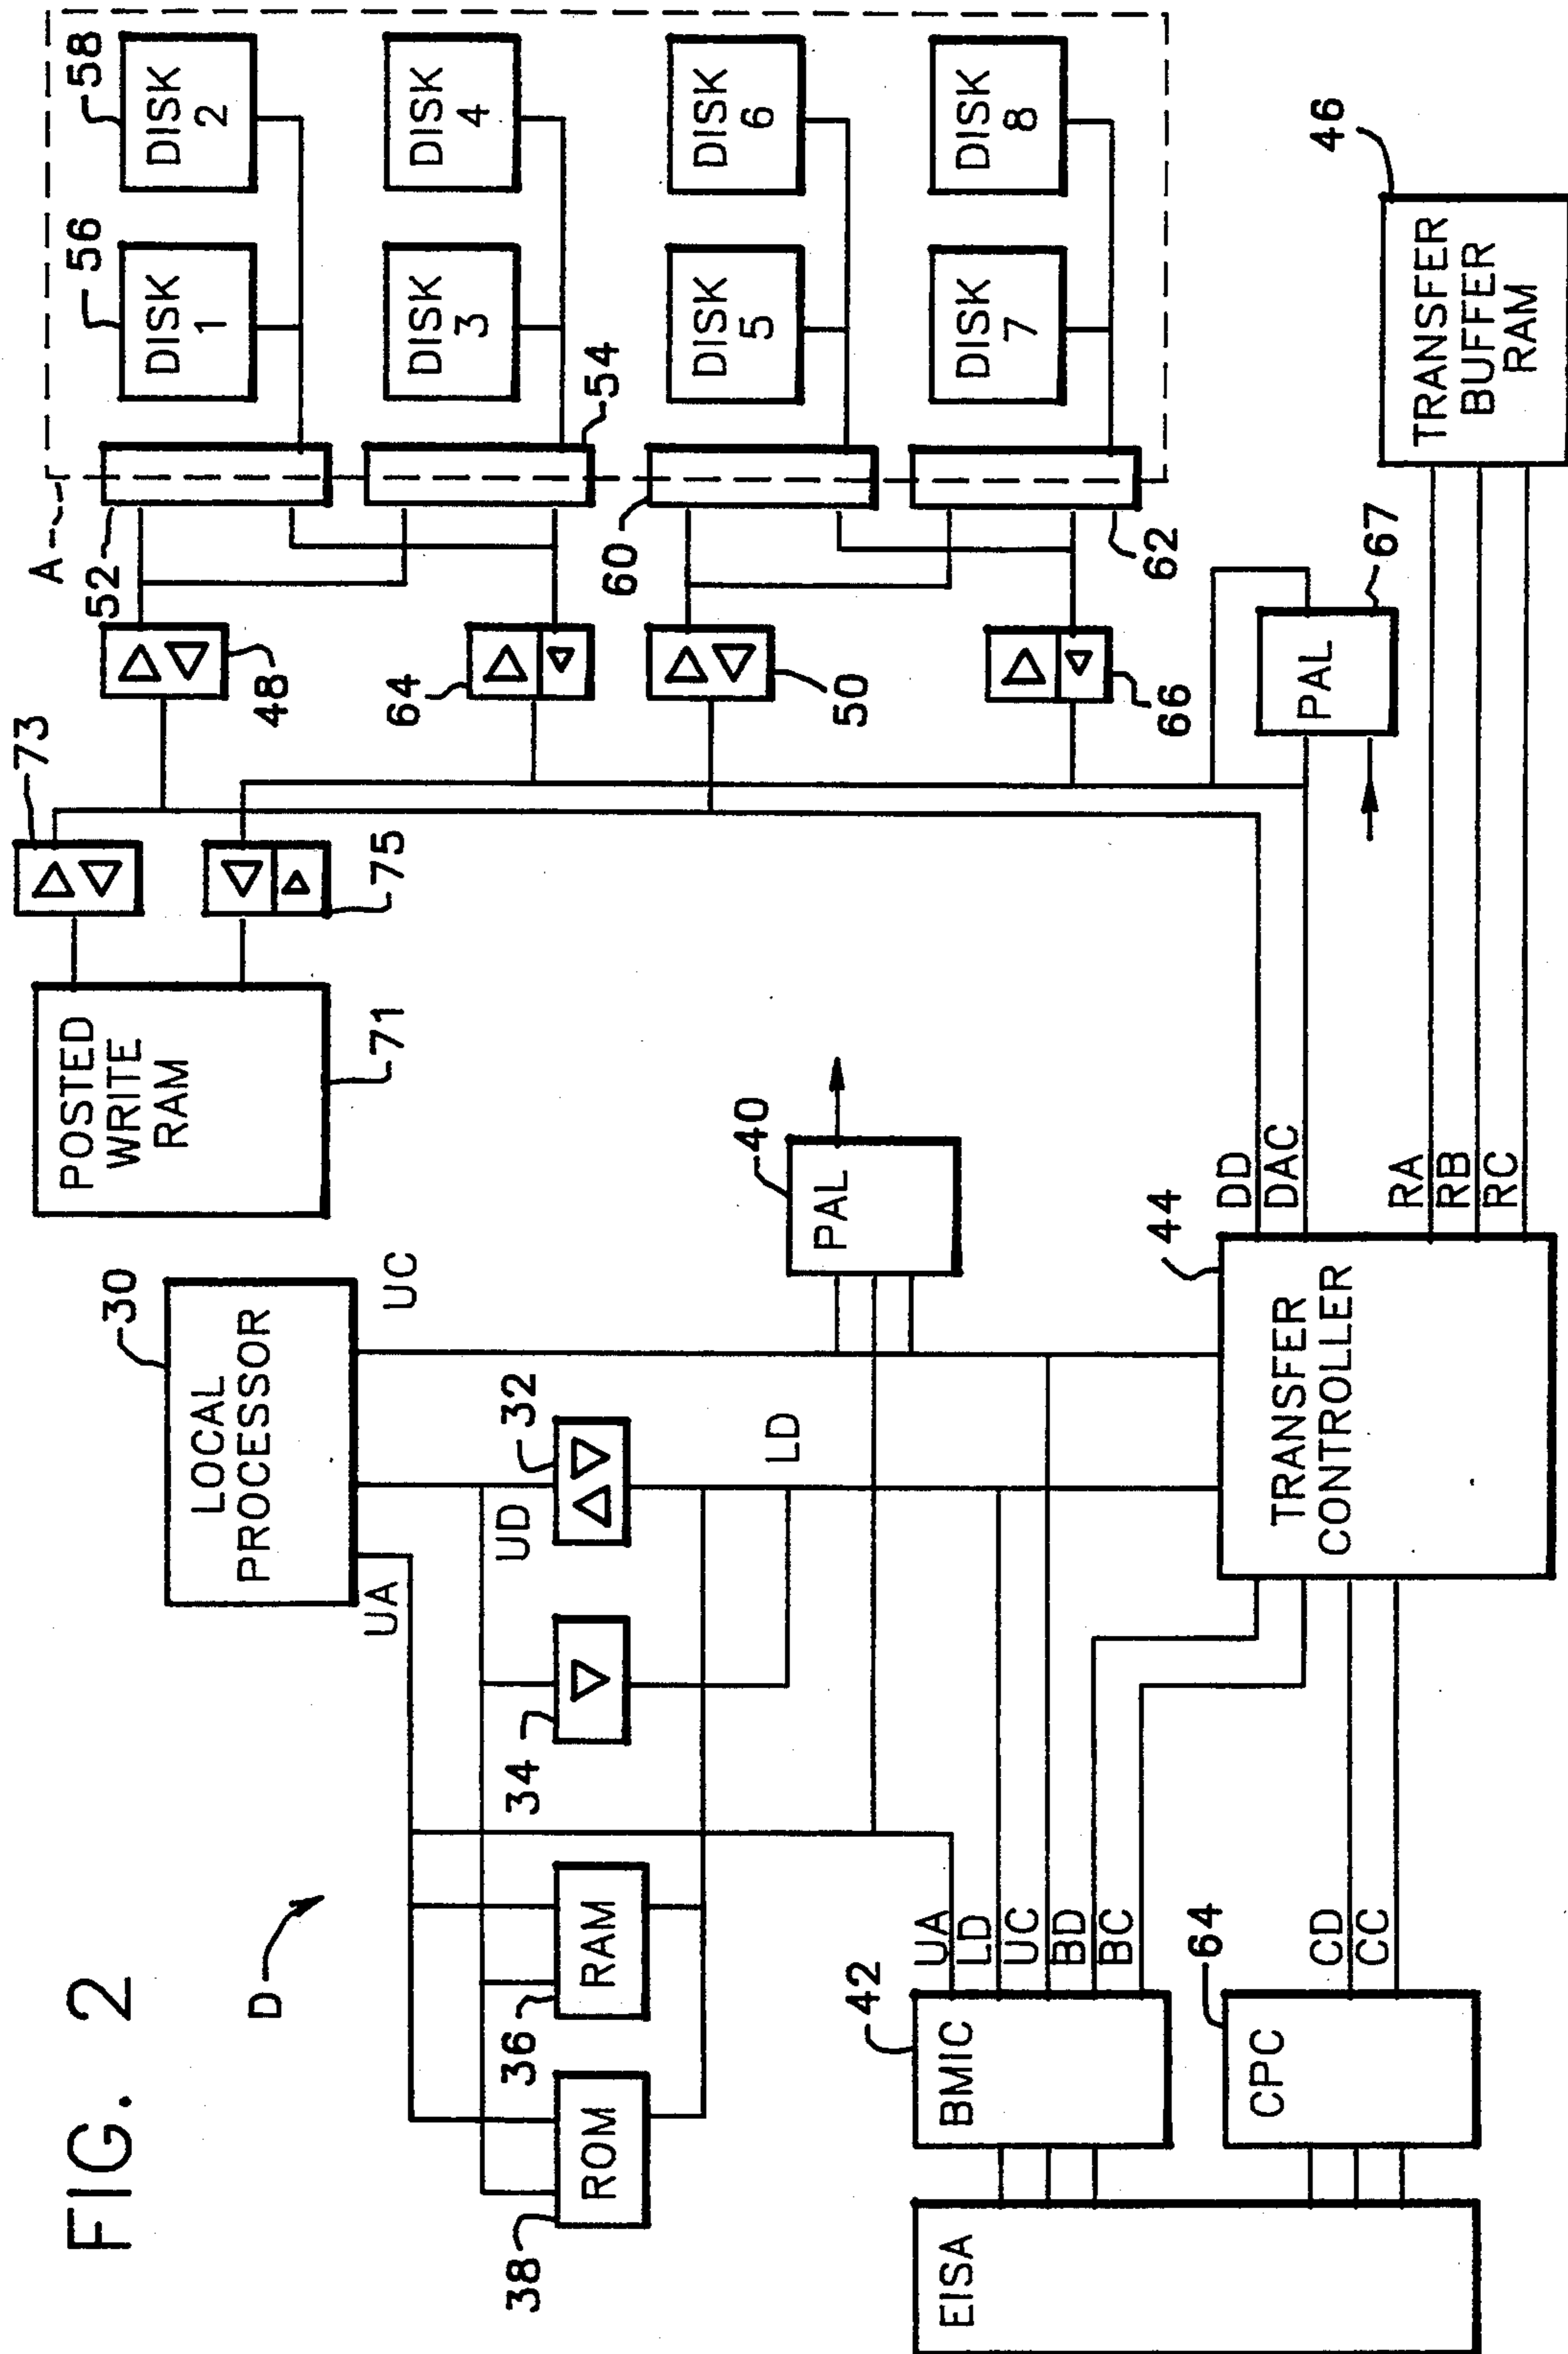 FIG. 2
D
30
LOCAL
PROCESSOR
UA
UD
UC
32
34
LD
36
RAM
38
ROM
40
PAL
POSTED
WRITE
RAM
71
73
75
A
52
48
64
54
60
50
66
62
56
58
DISK
1
DISK
2
DISK
3
DISK
4
DISK
5
DISK
6
DISK
7
DISK
8
PAL
67
46
TRANSFER
BUFFER
RAM
44
TRANSFER
CONTROLLER
DD
DAC
RA
RB
RC
42
BMIC
UA
LD
UC
BD
BC
64
CPC
CD
CC
EISA